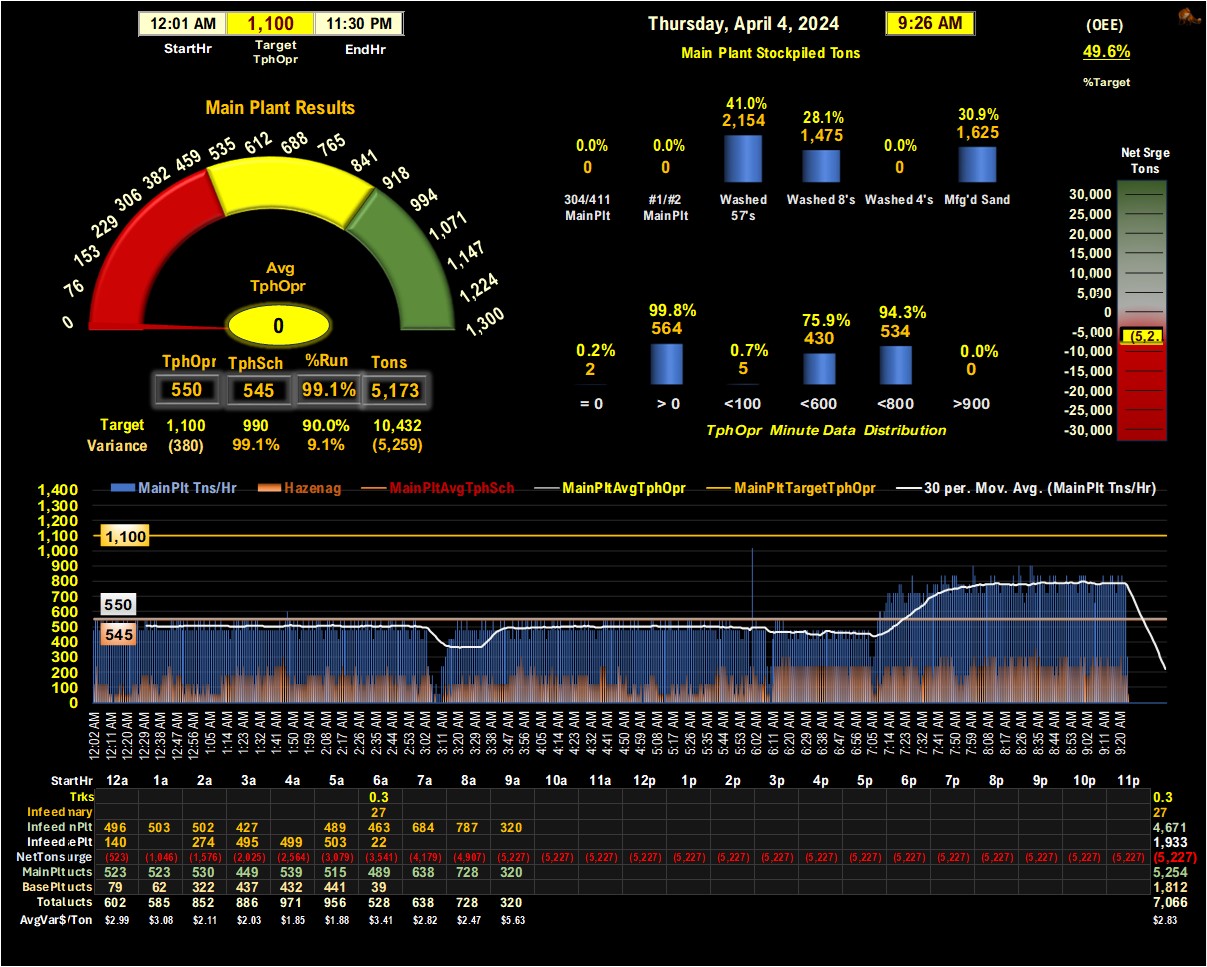 12:01 AM 1,100 11:30 PM
StartHr Target TphOpr EndHr
Thursday, April 4, 2024 9:26 AM
Main Plant Stockpiled Tons
(OEE)
49.6%
%Target
Main Plant Results
0 76 153 229 306 382 459 535 612 688 765 841 918 994 1,071 1,147 1,224 1,300
Avg
TphOpr
0
TphOpr TphSch %Run Tons
550 545 99.1% 5,173
Target 1,100 990 90.0% 10,432
Variance (380) 99.1% 9.1% (5,259)
0.0% 0.0% 41.0% 28.1% 0.0% 30.9%
0 0 2,154 1,475 0 1,625
304/411 MainPlt #1/#2 MainPlt Washed 57's Washed 8's Washed 4's Mfg'd Sand
0.2% 99.8% 0.7% 75.9% 94.3% 0.0%
2 564 5 430 534 0
= 0 > 0 <100 <600 <800 >900
TphOpr Minute Data Distribution
Net Srge
Tons
30,000
25,000
20,000
15,000
10,000
5,000
0
-5,000
(5,2.
-10,000
-15,000
-20,000
-25,000
-30,000
MainPlt Tns/Hr Hazenag MainPltAvgTphSch MainPltAvgTphOpr MainPltTargetTphOpr 30 per. Mov. Avg. (MainPlt Tns/Hr)
1,400
1,300
1,200
1,100
1,000
900
800
700
600
500
400
300
200
100
0
1,100
550
545
12:02 AM 12:11 AM 12:20 AM 12:29 AM 12:38 AM 12:47 AM 12:56 AM 1:05 AM 1:14 AM 1:23 AM 1:32 AM 1:41 AM 1:50 AM 1:59 AM 2:08 AM 2:17 AM 2:26 AM 2:35 AM 2:44 AM 2:53 AM 3:02 AM 3:11 AM 3:20 AM 3:29 AM 3:38 AM 3:47 AM 3:56 AM 4:05 AM 4:14 AM 4:23 AM 4:32 AM 4:41 AM 4:50 AM 4:59 AM 5:08 AM 5:17 AM 5:26 AM 5:35 AM 5:44 AM 5:53 AM 6:02 AM 6:11 AM 6:20 AM 6:29 AM 6:38 AM 6:47 AM 6:56 AM 7:05 AM 7:14 AM 7:23 AM 7:32 AM 7:41 AM 7:50 AM 7:59 AM 8:08 AM 8:17 AM 8:26 AM 8:35 AM 8:44 AM 8:53 AM 9:02 AM 9:11 AM 9:20 AM
StartHr 12a 1a 2a 3a 4a 5a 6a 7a 8a 9a 10a 11a 12p 1p 2p 3p 4p 5p 6p 7p 8p 9p 10p 11p
Trks 0.3 0.3
Infeed mary 27 27
Infeed nPlt 496 503 502 427 489 463 684 787 320 4,671
Infeed ePlt 140 274 495 499 503 22 1,933
NetTons urge (523) (1,046) (1,576) (2,025) (2,564) (3,079) (3,541) (4,179) (4,907) (5,227) (5,227) (5,227) (5,227) (5,227) (5,227) (5,227) (5,227) (5,227) (5,227) (5,227) (5,227) (5,227) (5,227) (5,227) (5,227)
MainPlt ucts 523 523 530 449 539 515 489 638 728 320 5,254
BasePlt ucts 79 62 322 437 432 441 39 1,812
Total ucts 602 585 852 886 971 956 528 638 728 320 7,066
AvgVar$/Ton $2.99 $3.08 $2.11 $2.03 $1.85 $1.88 $3.41 $2.82 $2.47 $5.63 $2.83